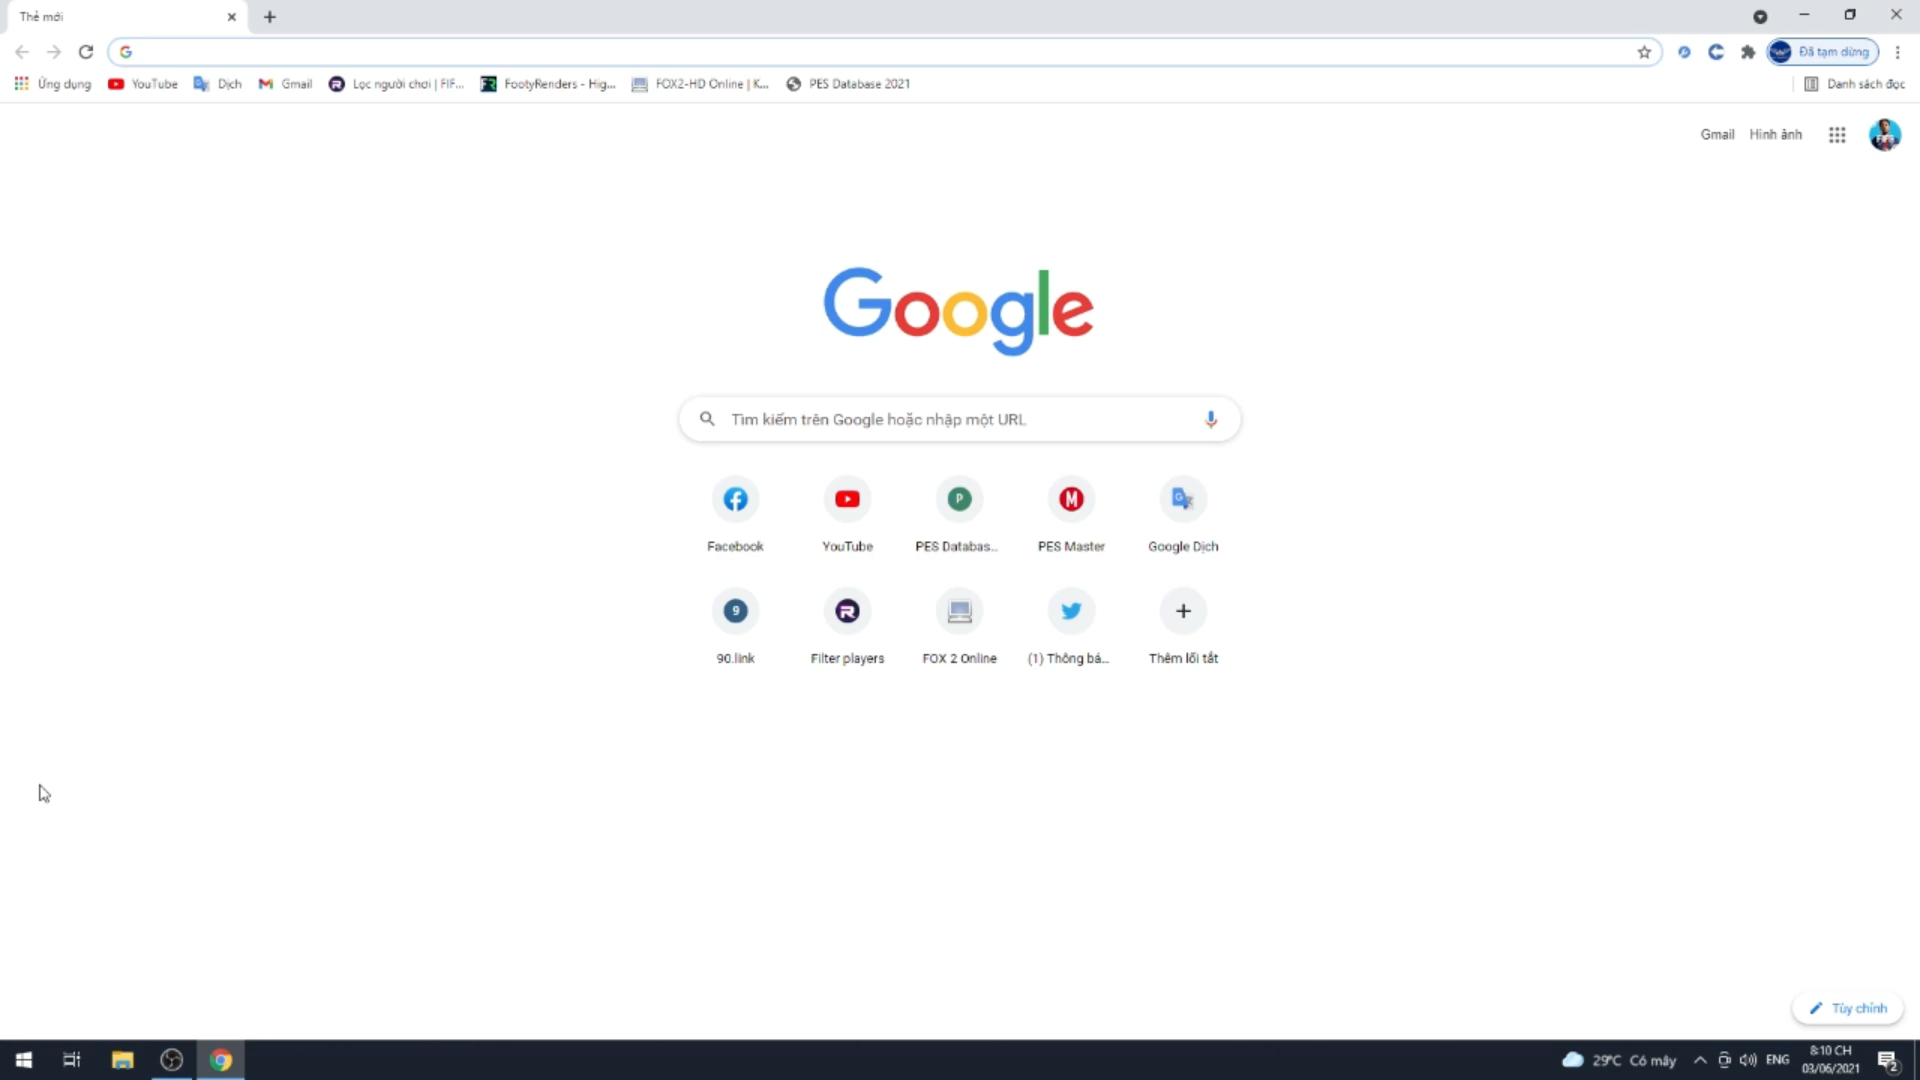 Thẻ mới
Đã tạm dừng
Ứng dụng YouTube Dịch Gmail Lọc người chơi | FIF... FootyRenders - Hig... FOX2-HD Online | K... PES Database 2021 Danh sách đọc
Gmail Hình ảnh
Google
Tìm kiếm trên Google hoặc nhập một URL
Facebook YouTube PES Databas... PES Master Google Dịch
90.link Filter players FOX 2 Online (1) Thông bá... Thêm lối tắt
Tùy chỉnh
29°C Có mây ENG 8:10 CH
03/06/2021 2